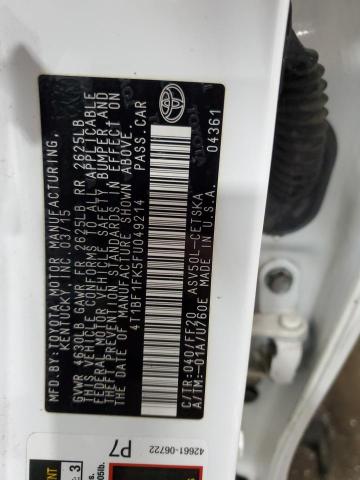 MFD. BY: TOYOTA MOTOR MANUFACTURING,
KENTUCKY, INC. 03/15
GVWR 4630LB GAWR FR 2625LB RR 2625LB
THIS VEHICLE CONFORMS TO ALL APPLICABLE
FEDERAL MOTOR VEHICLE SAFETY BUMPER, AND
THEFT PREVENTION STANDARDS IN EFFECT ON
THE DATE OF MANUFACTURE SHOWN ABOVE.
4T1BF1FK5FU049214 PASS.CAR
C/TR:040/FF20 ASV50L-CETSKA
A/TM:-01A/U760E MADE IN U.S.A.
04361
42661-06722
P7
3